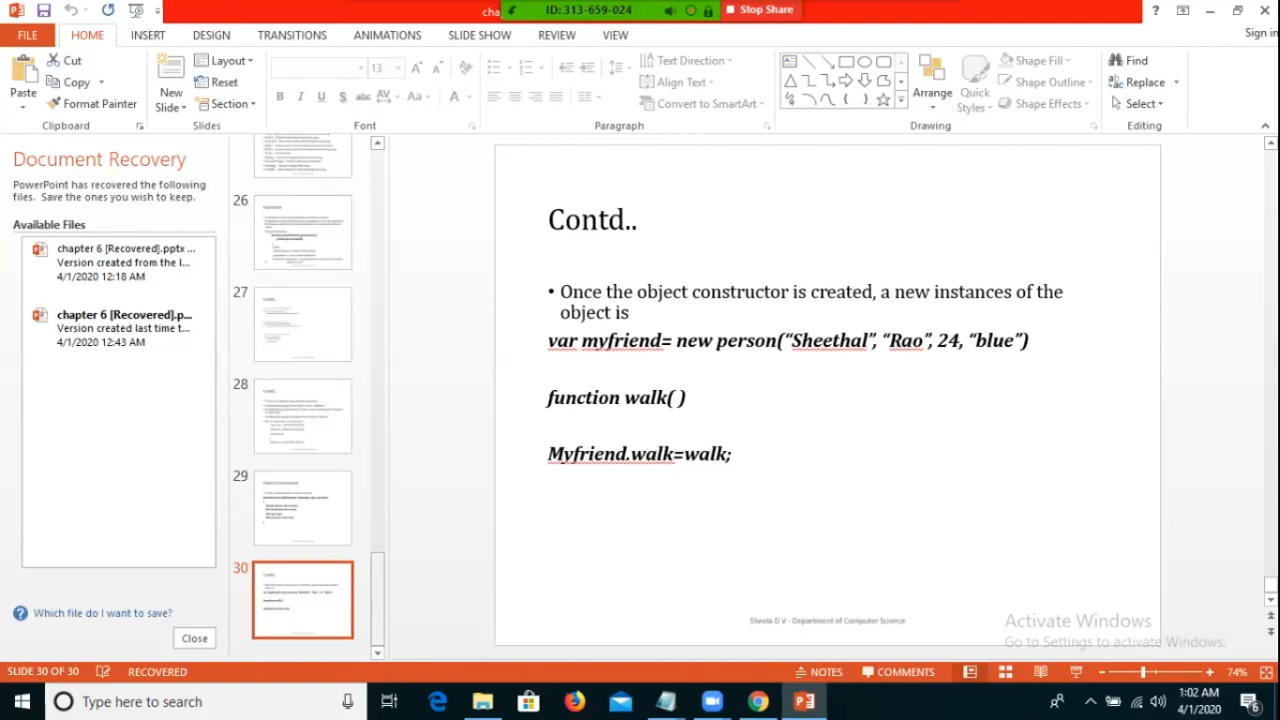 cha
ID: 313-659-024
Stop Share
?
Sign in
FILE
HOME
INSERT
DESIGN
TRANSITIONS
ANIMATIONS
SLIDE SHOW
REVIEW
VIEW
Paste
Cut
Copy
Format Painter
Clipboard
New
Slide
Layout
Reset
Section
Slides
13
B I U S abc AV Aa A
Font
Text Direction
Align Text
Convert to SmartArt
Paragraph
Arrange
Quick
Styles
Shape Fill
Shape Outline
Shape Effects
Drawing
Find
Replace
Select
Editing
Document Recovery
PowerPoint has recovered the following
files. Save the ones you wish to keep.
Available Files
chapter 6 [Recovered].pptx ...
Version created from the l...
4/1/2020 12:18 AM
chapter 6 [Recovered].p...
Version created last time t...
4/1/2020 12:43 AM
Which file do I want to save?
Close
26
27
28
29
30
Contd..
• Once the object constructor is created, a new instances of the
object is
var myfriend= new person(“Sheethal”, “Rao”, 24, “blue”)
function walk( )
Myfriend.walk=walk;
Sheela D V - Department of Computer Science
Activate Windows
Go to Settings to activate Windows.
SLIDE 30 OF 30
RECOVERED
NOTES
COMMENTS
74%
Type here to search
1:02 AM
4/1/2020
6